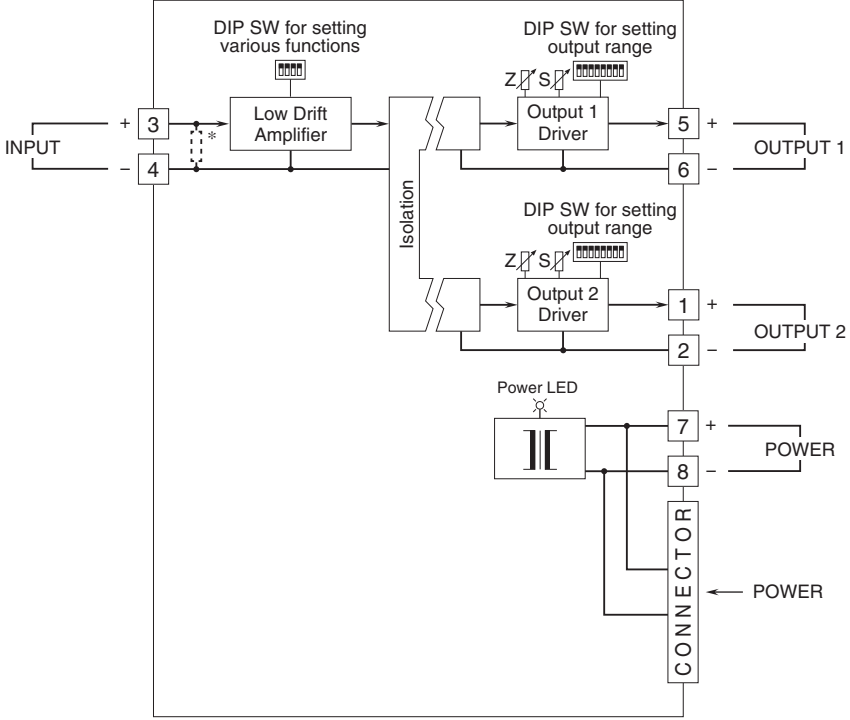 DIP SW for setting
various functions
DIP SW for setting
output range
Z S
INPUT
+ 3
*
Low Drift
Amplifier
Output 1
Driver
5 +
OUTPUT 1
– 4
6 –
Isolation
DIP SW for setting
output range
Z S
Output 2
Driver
1 +
OUTPUT 2
2 –
Power LED
7 +
POWER
8 –
CONNECTOR
POWER